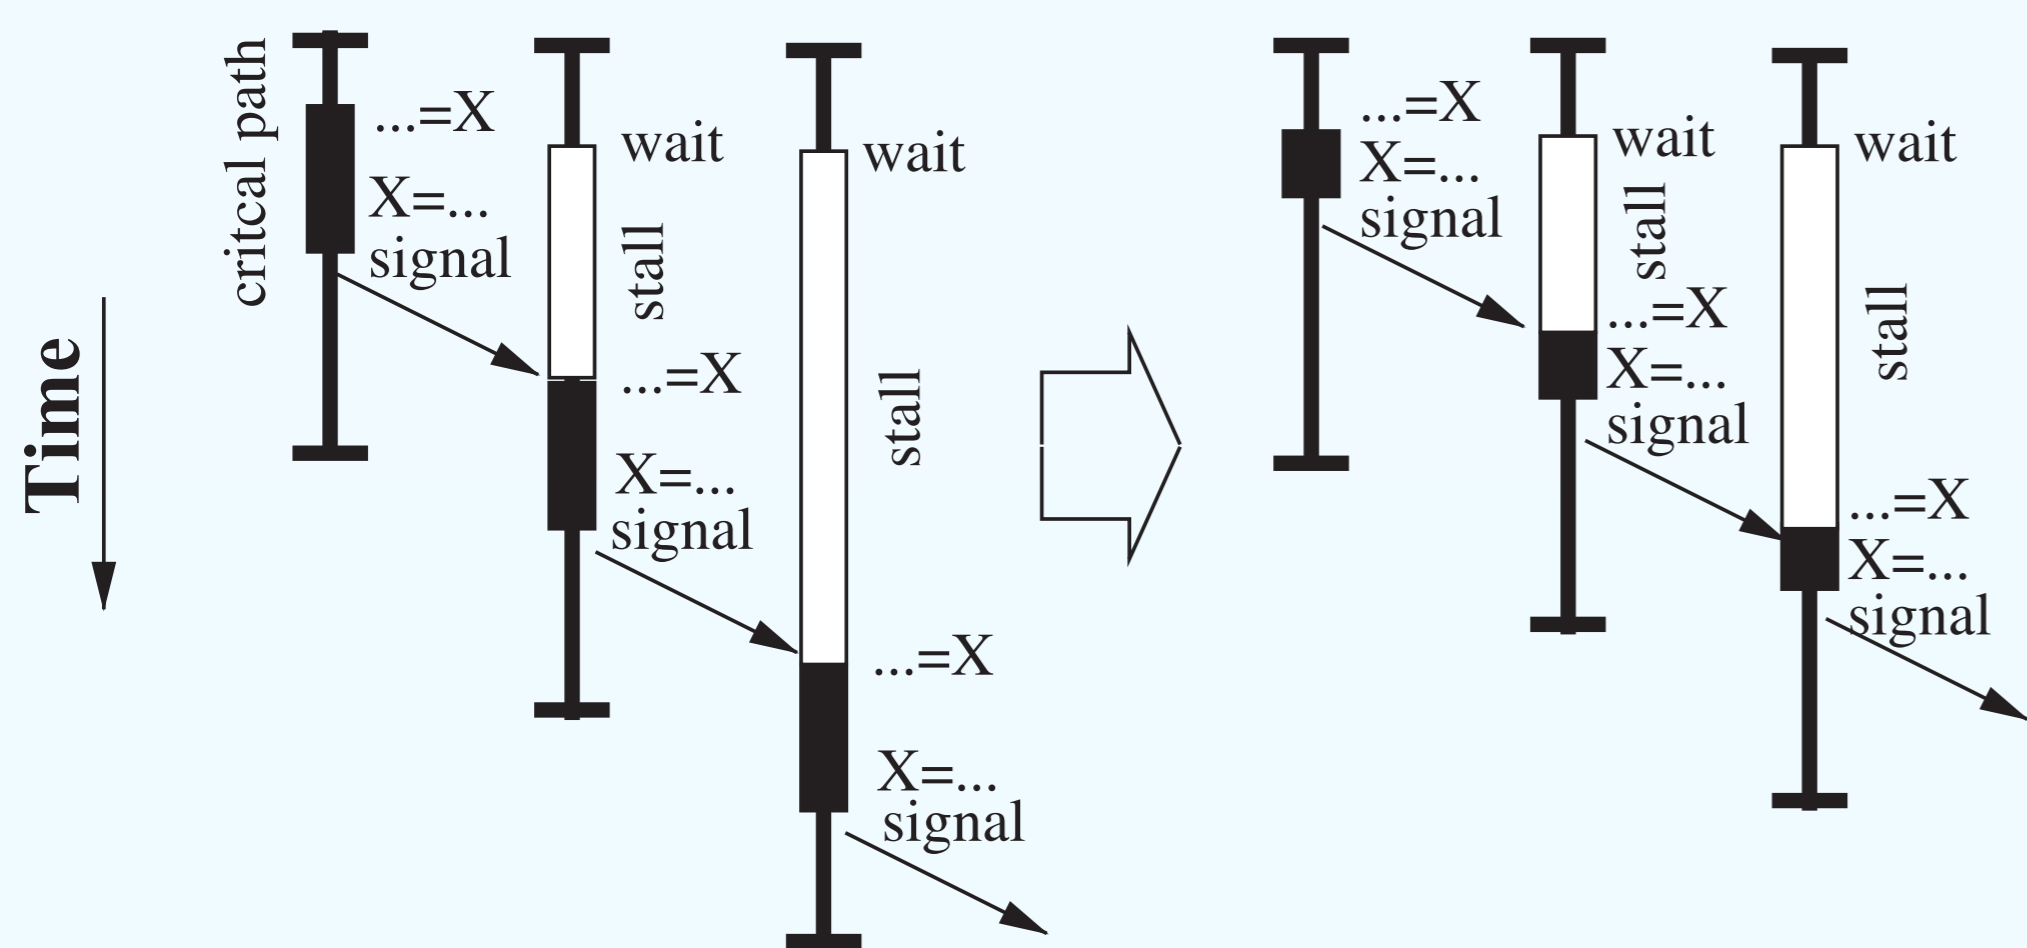 Time
critcal path
...=X
X=...
signal
wait
stall
...=X
X=...
signal
wait
stall
...=X
X=...
signal
...=X
X=...
signal
wait
stall
...=X
X=...
signal
wait
stall
...=X
X=...
signal